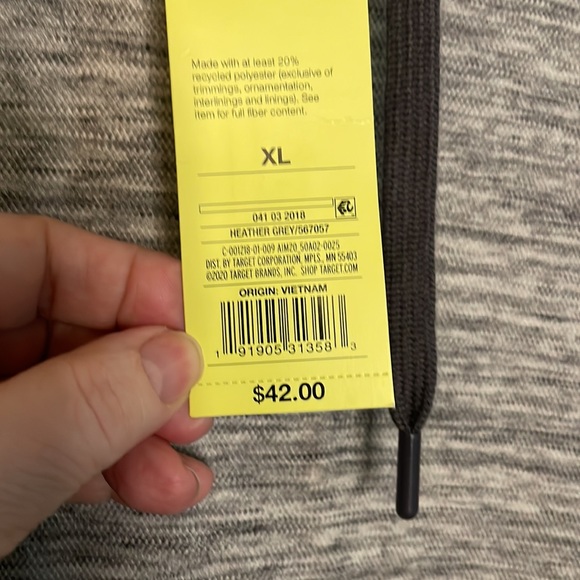 Made with at least 20%
recycled polyester (exclusive of
trimmings, ornamentation,
interlinings and linings). See
item for full fiber content.
XL
041 03 2018
HEATHER GREY/567057
C-001218-01-009 AIM20_50A02-0025
DIST. BY TARGET CORPORATION, MPLS., MN 55403
©2020 TARGET BRANDS, INC. SHOP TARGET.COM
ORIGIN: VIETNAM
1 91905 31358 3
$42.00